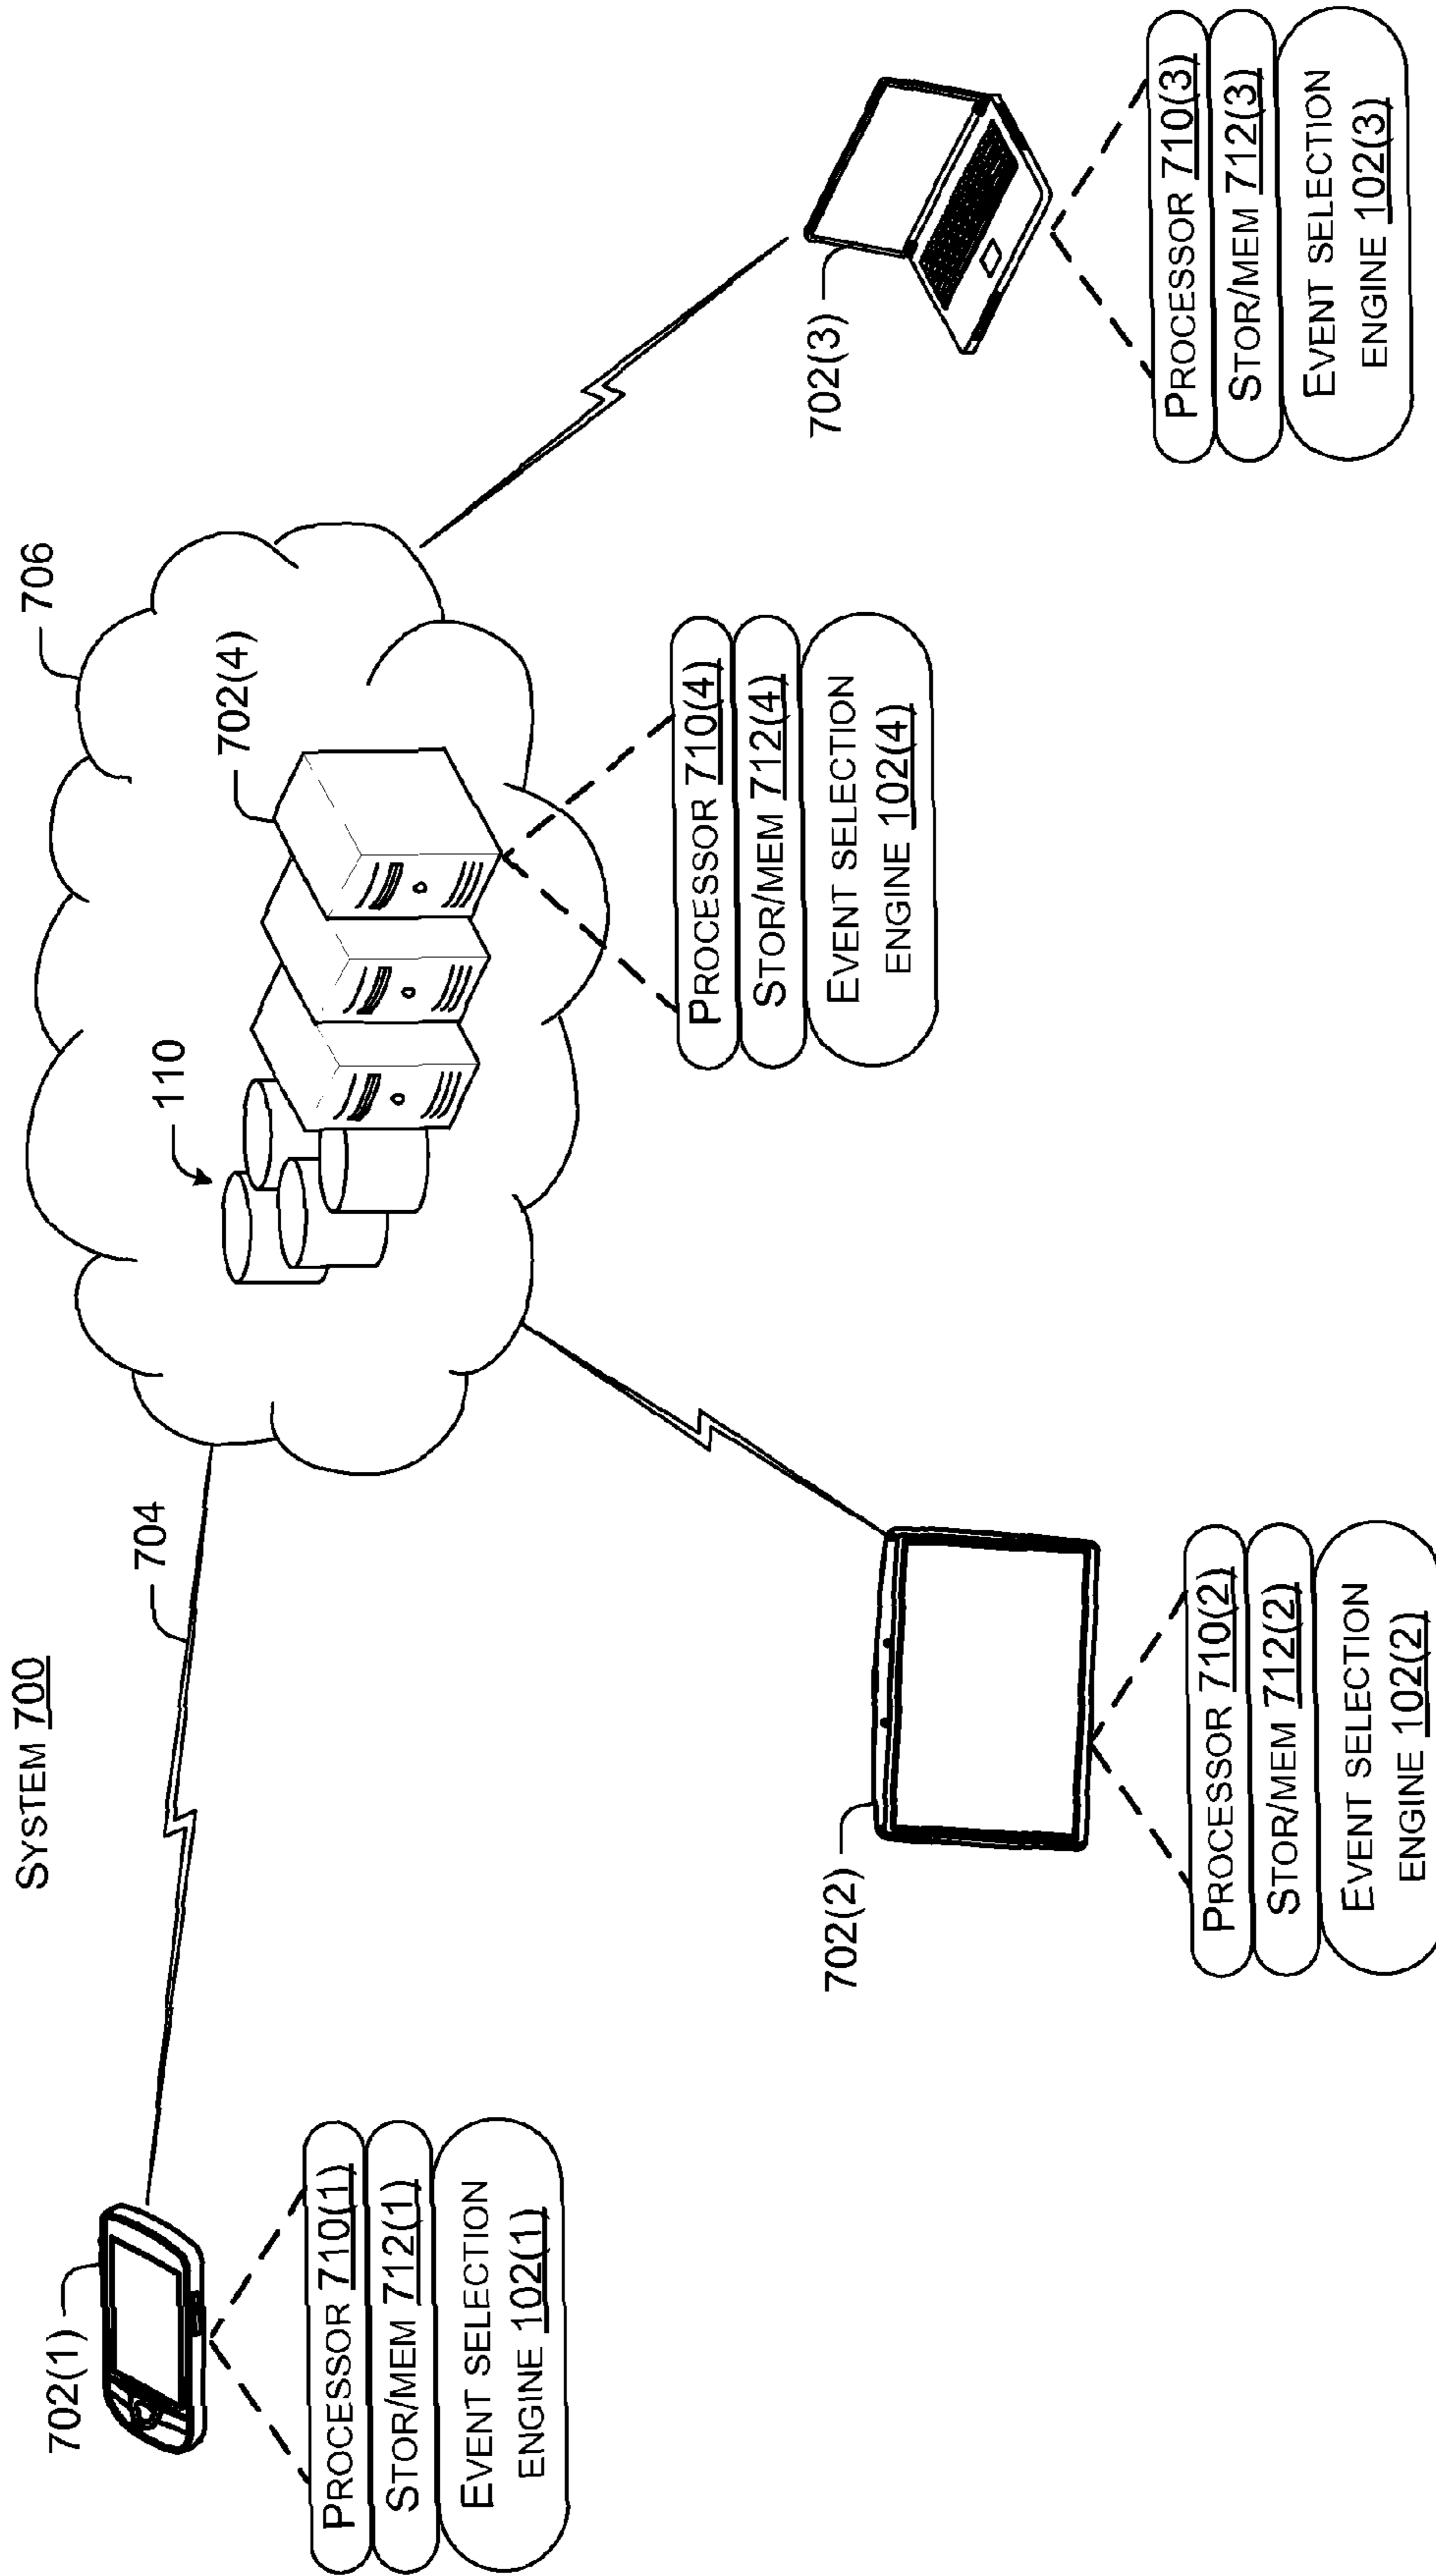 SYSTEM 700
702(1)
704
706
110
702(4)
PROCESSOR 710(1)
STOR/MEM 712(1)
EVENT SELECTION
ENGINE 102(1)
702(2)
PROCESSOR 710(4)
STOR/MEM 712(4)
EVENT SELECTION
ENGINE 102(4)
702(3)
PROCESSOR 710(2)
STOR/MEM 712(2)
EVENT SELECTION
ENGINE 102(2)
PROCESSOR 710(3)
STOR/MEM 712(3)
EVENT SELECTION
ENGINE 102(3)